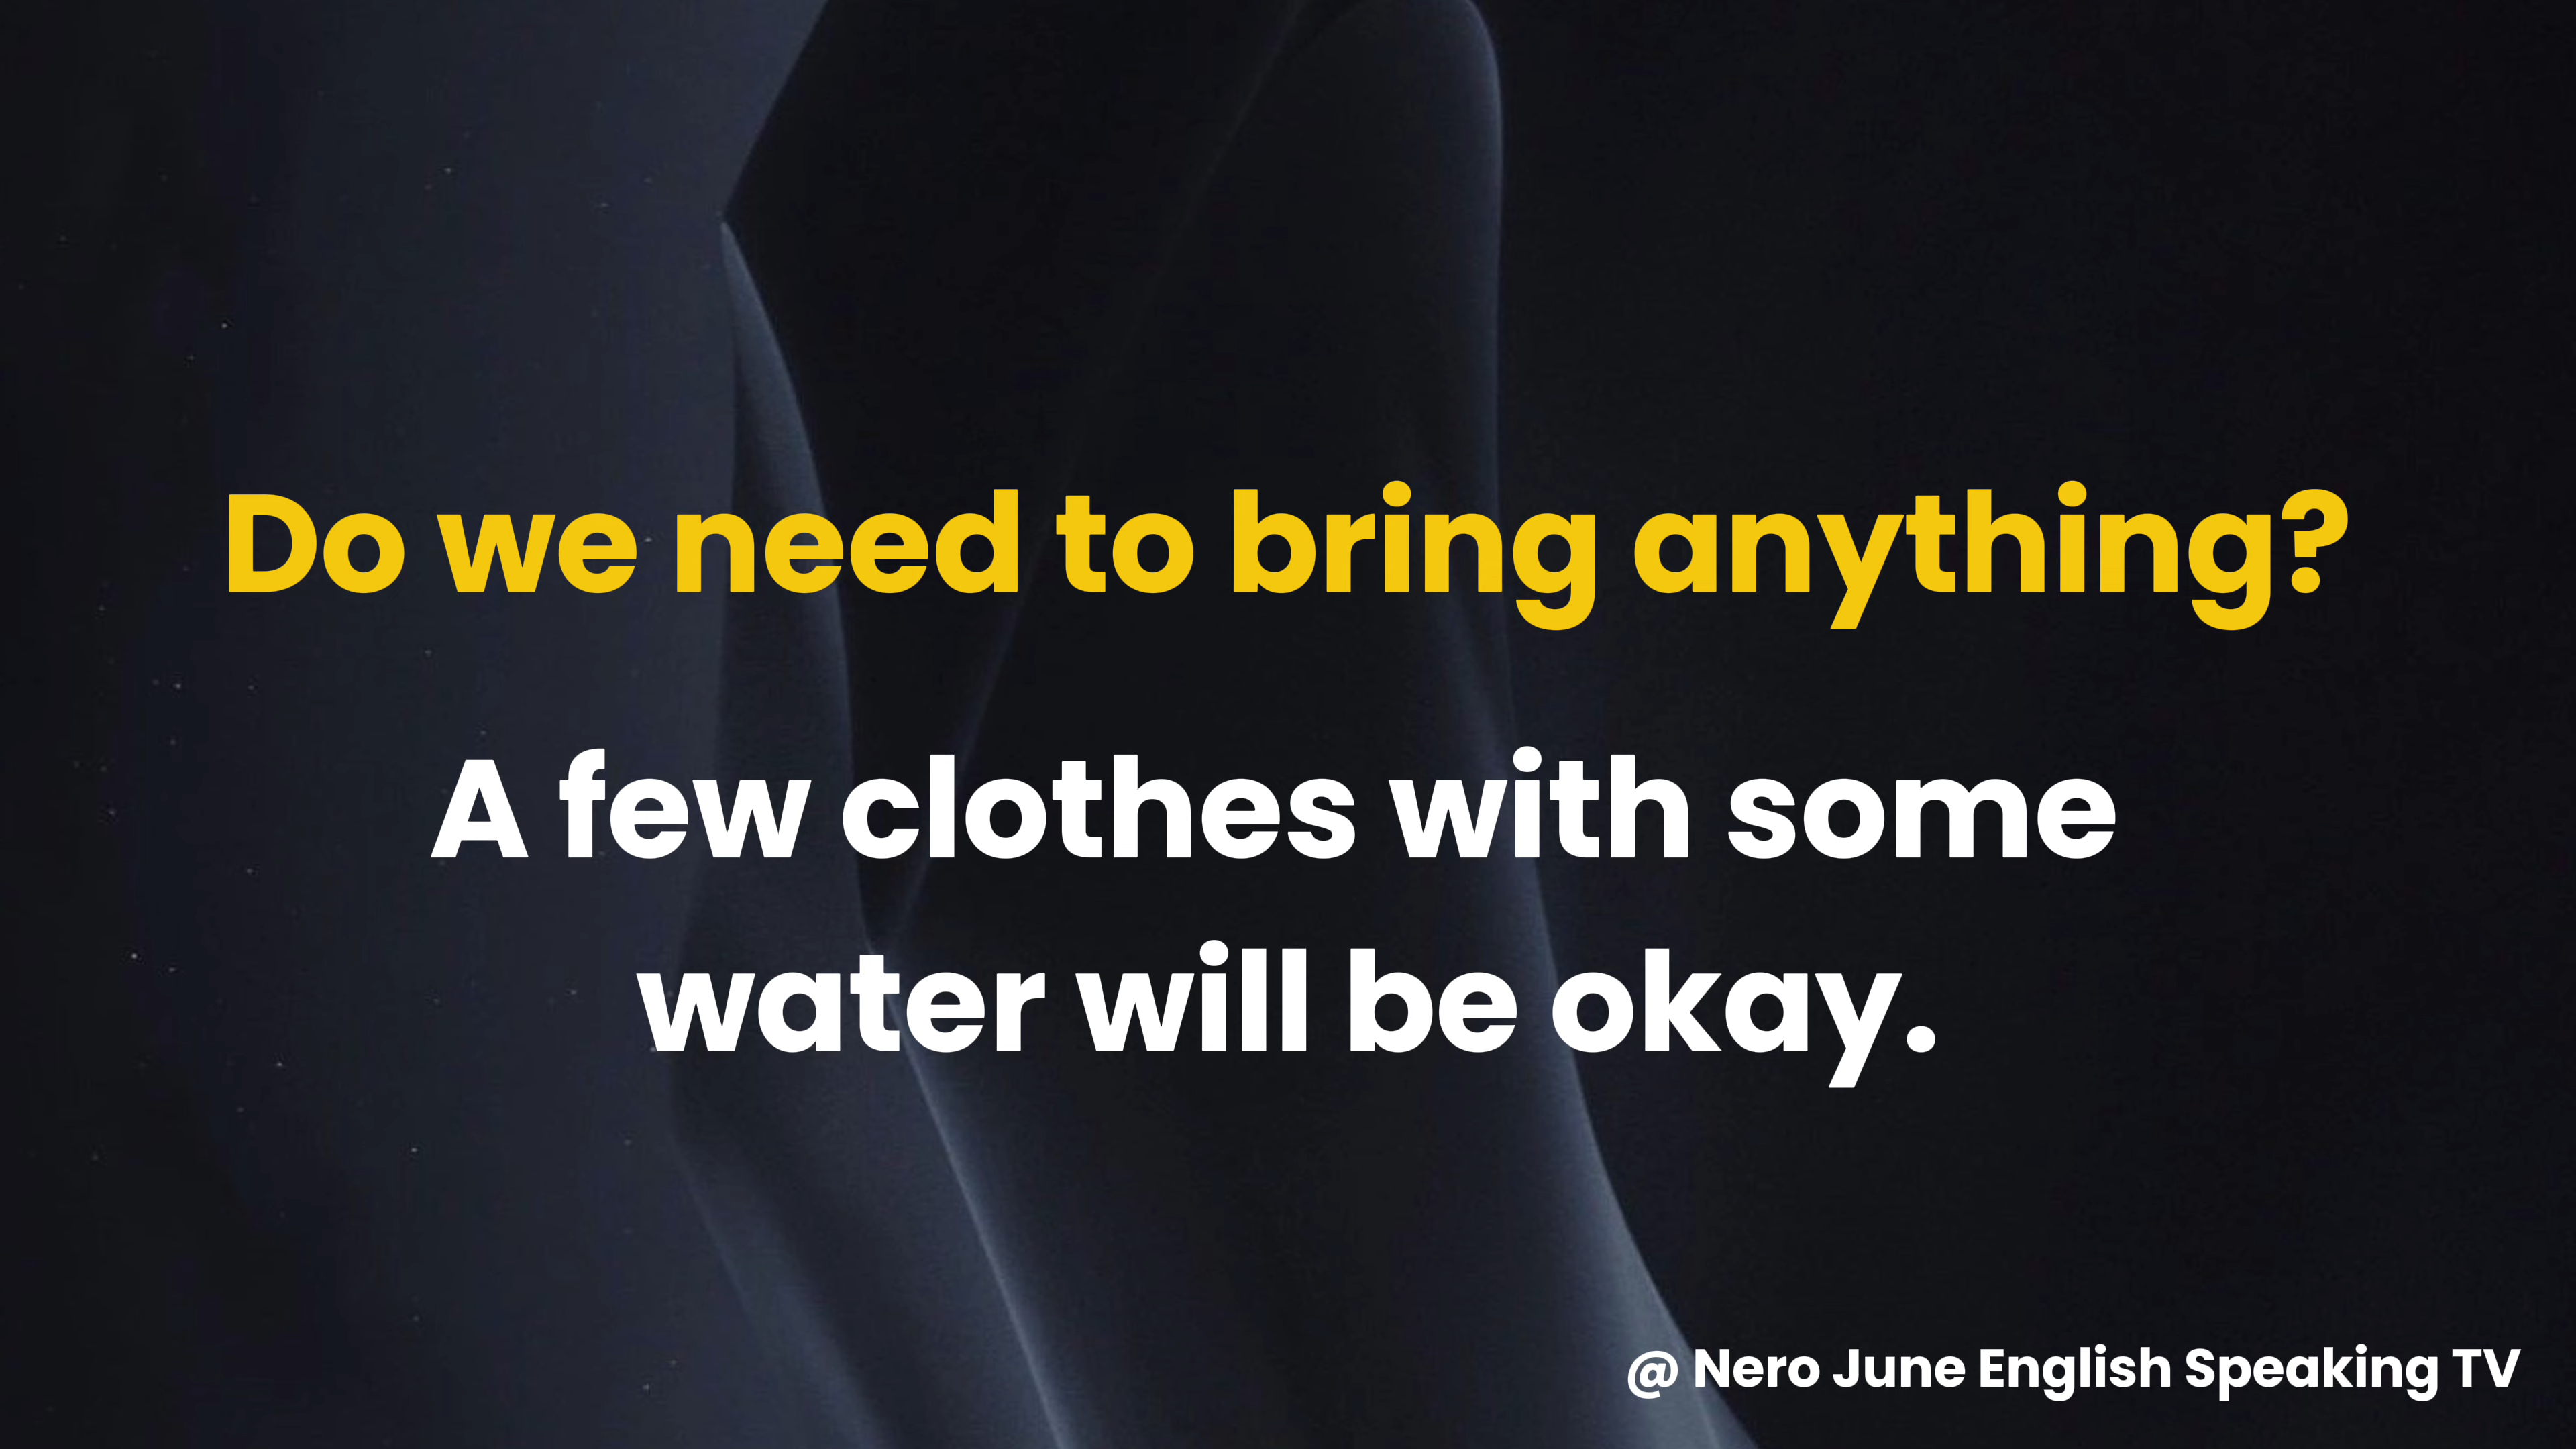 Do we need to bring anything?
A few clothes with some
water will be okay.
@ Nero June English Speaking TV